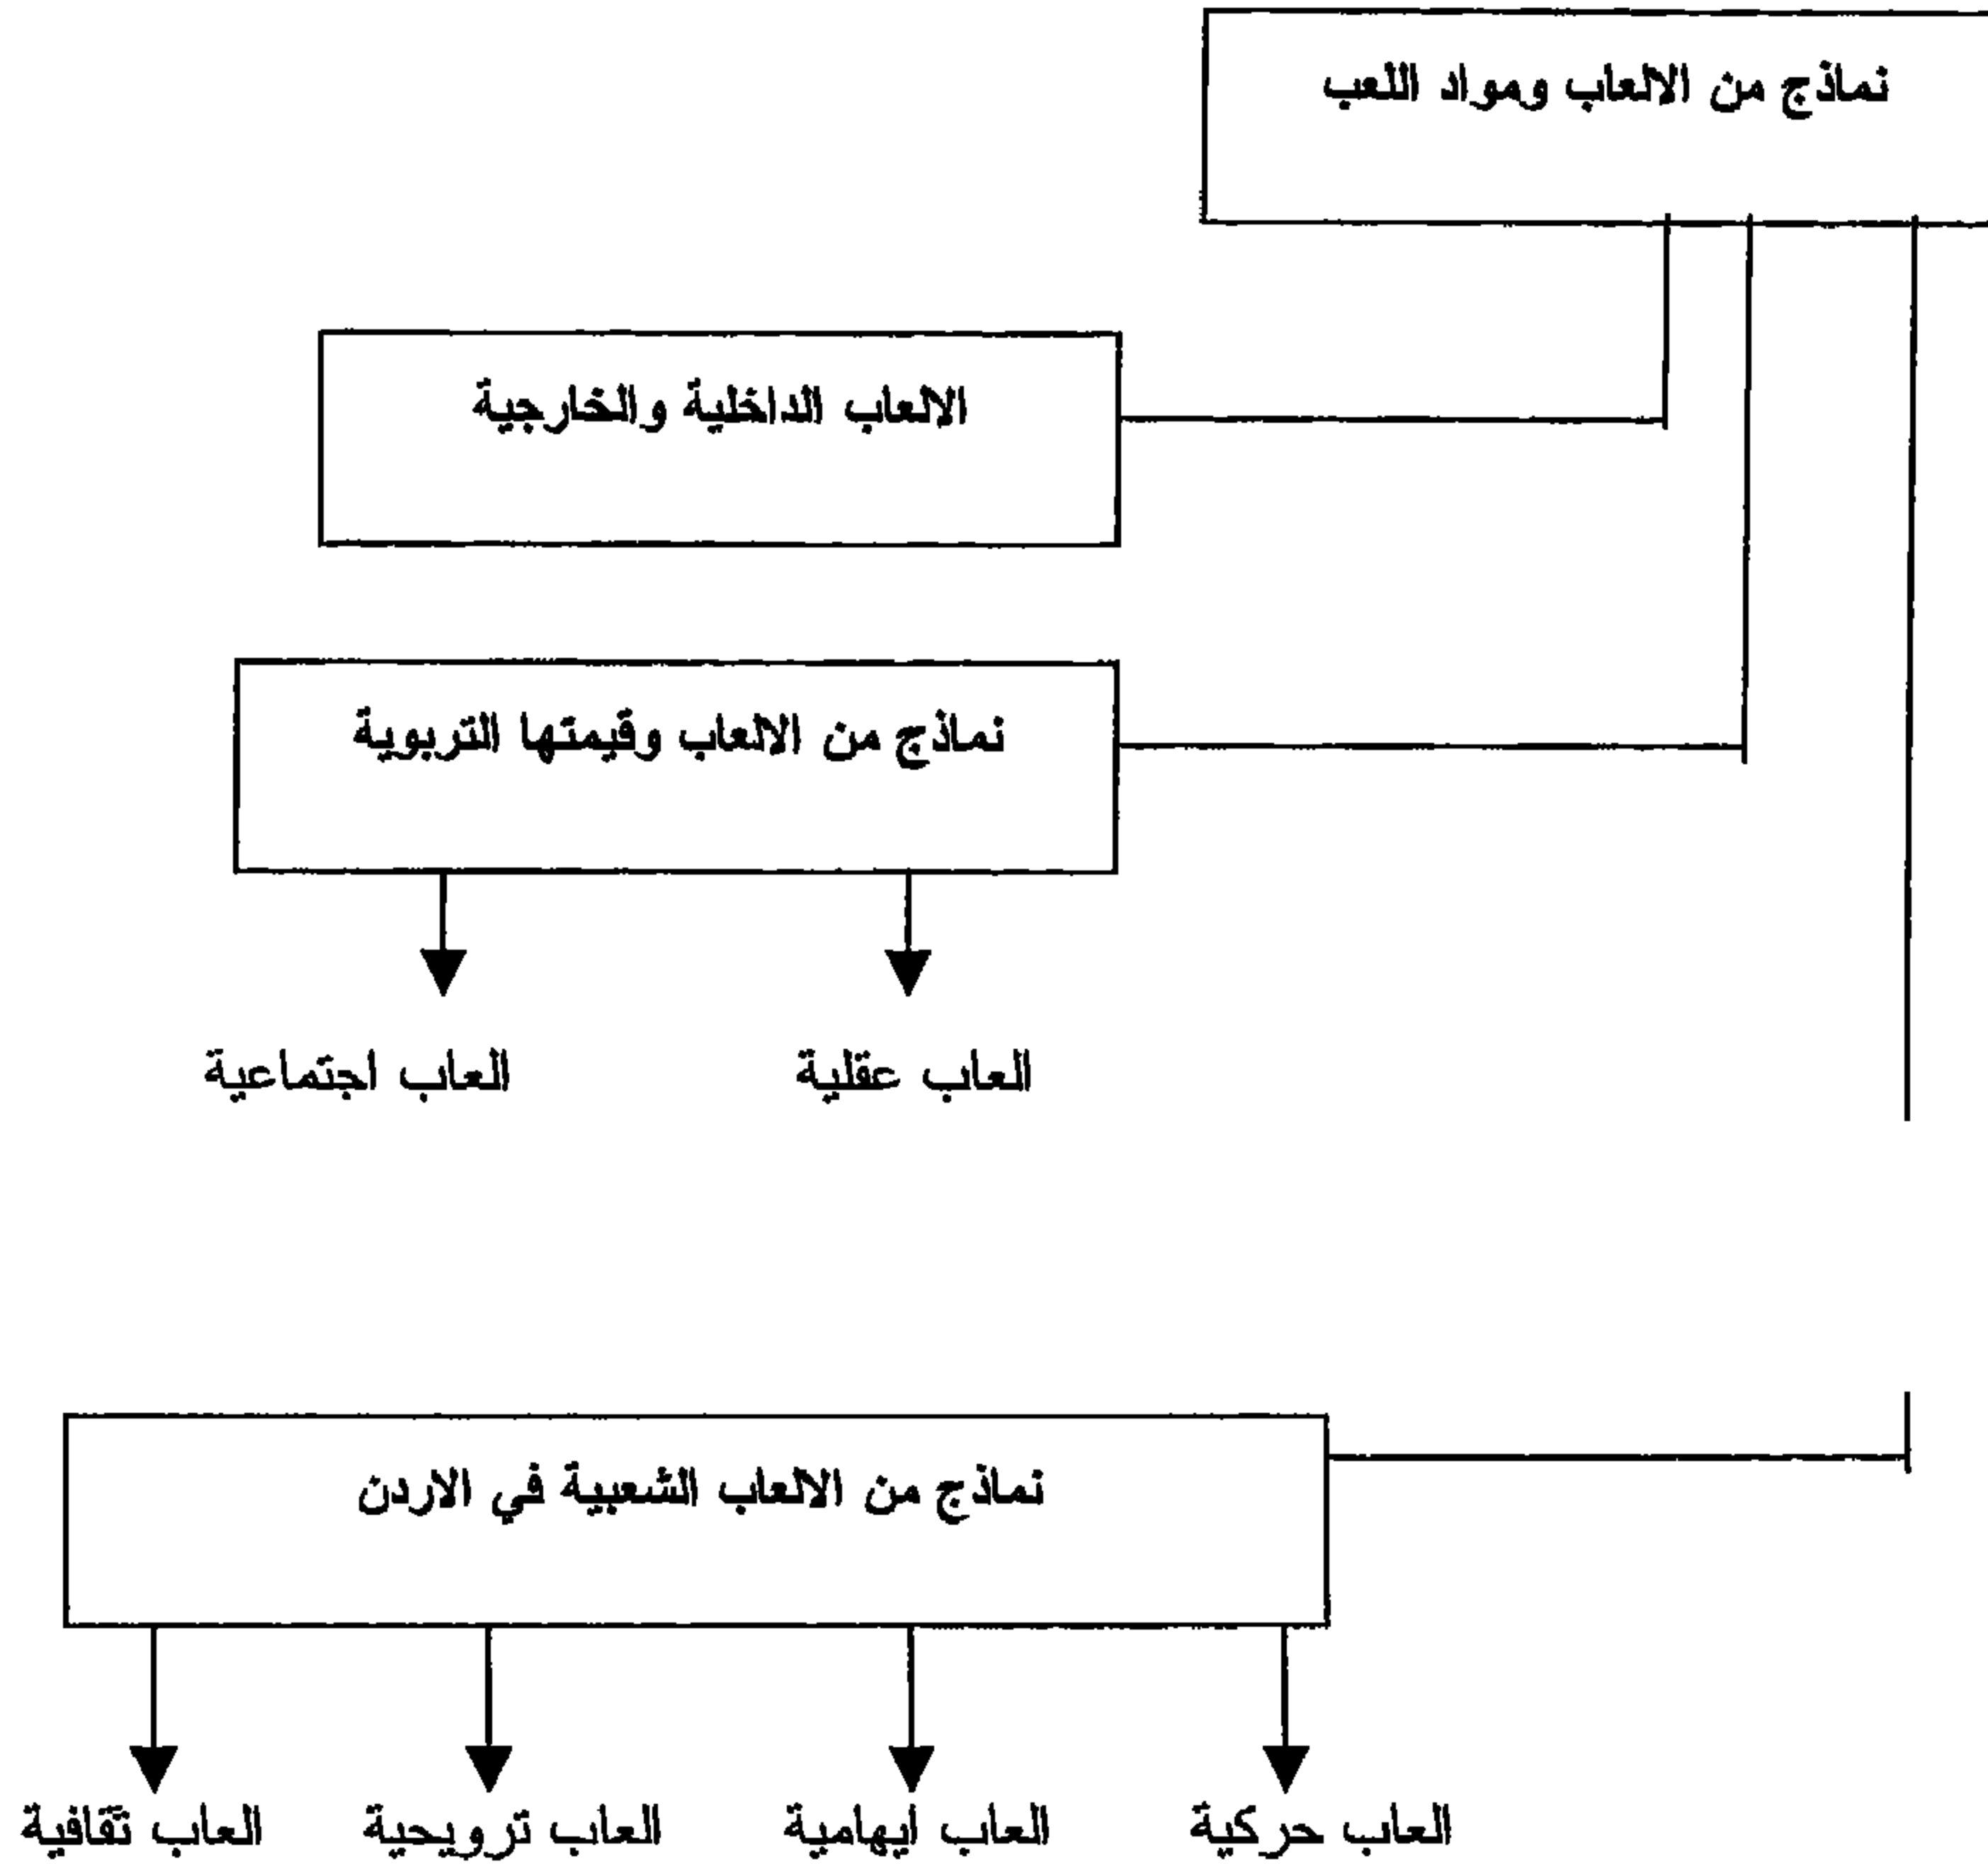 نماذج من الالعاب ومواد اللعب
الالعاب الداخلية والخارجية
نماذج من الالعاب وقيمتها التربوية
العاب عقلية
العاب اجتماعية
نماذج من الالعاب الشعبية في الاردن
العاب حركية
العاب ايهامية
العاب ترويحية
العاب ثقافية